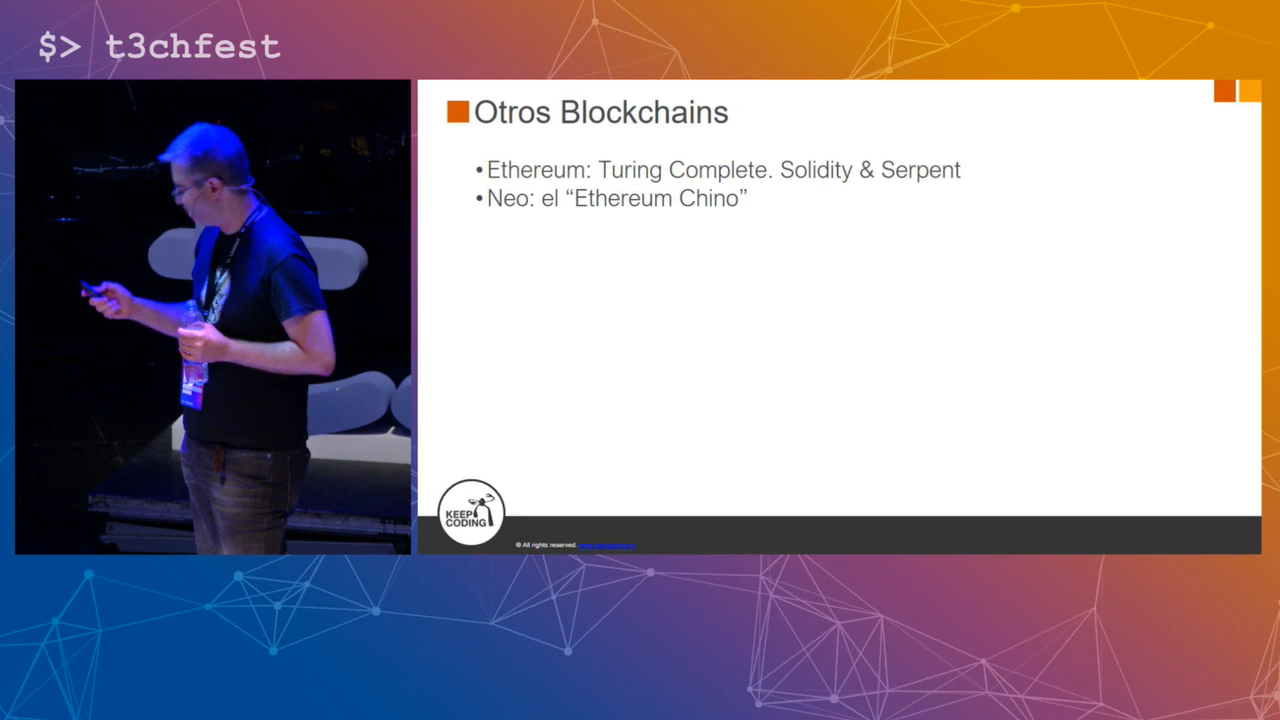 $> t3chfest
Otros Blockchains
•Ethereum: Turing Complete. Solidity & Serpent
•Neo: el “Ethereum Chino”
KEEP
CODING
© All rights reserved.